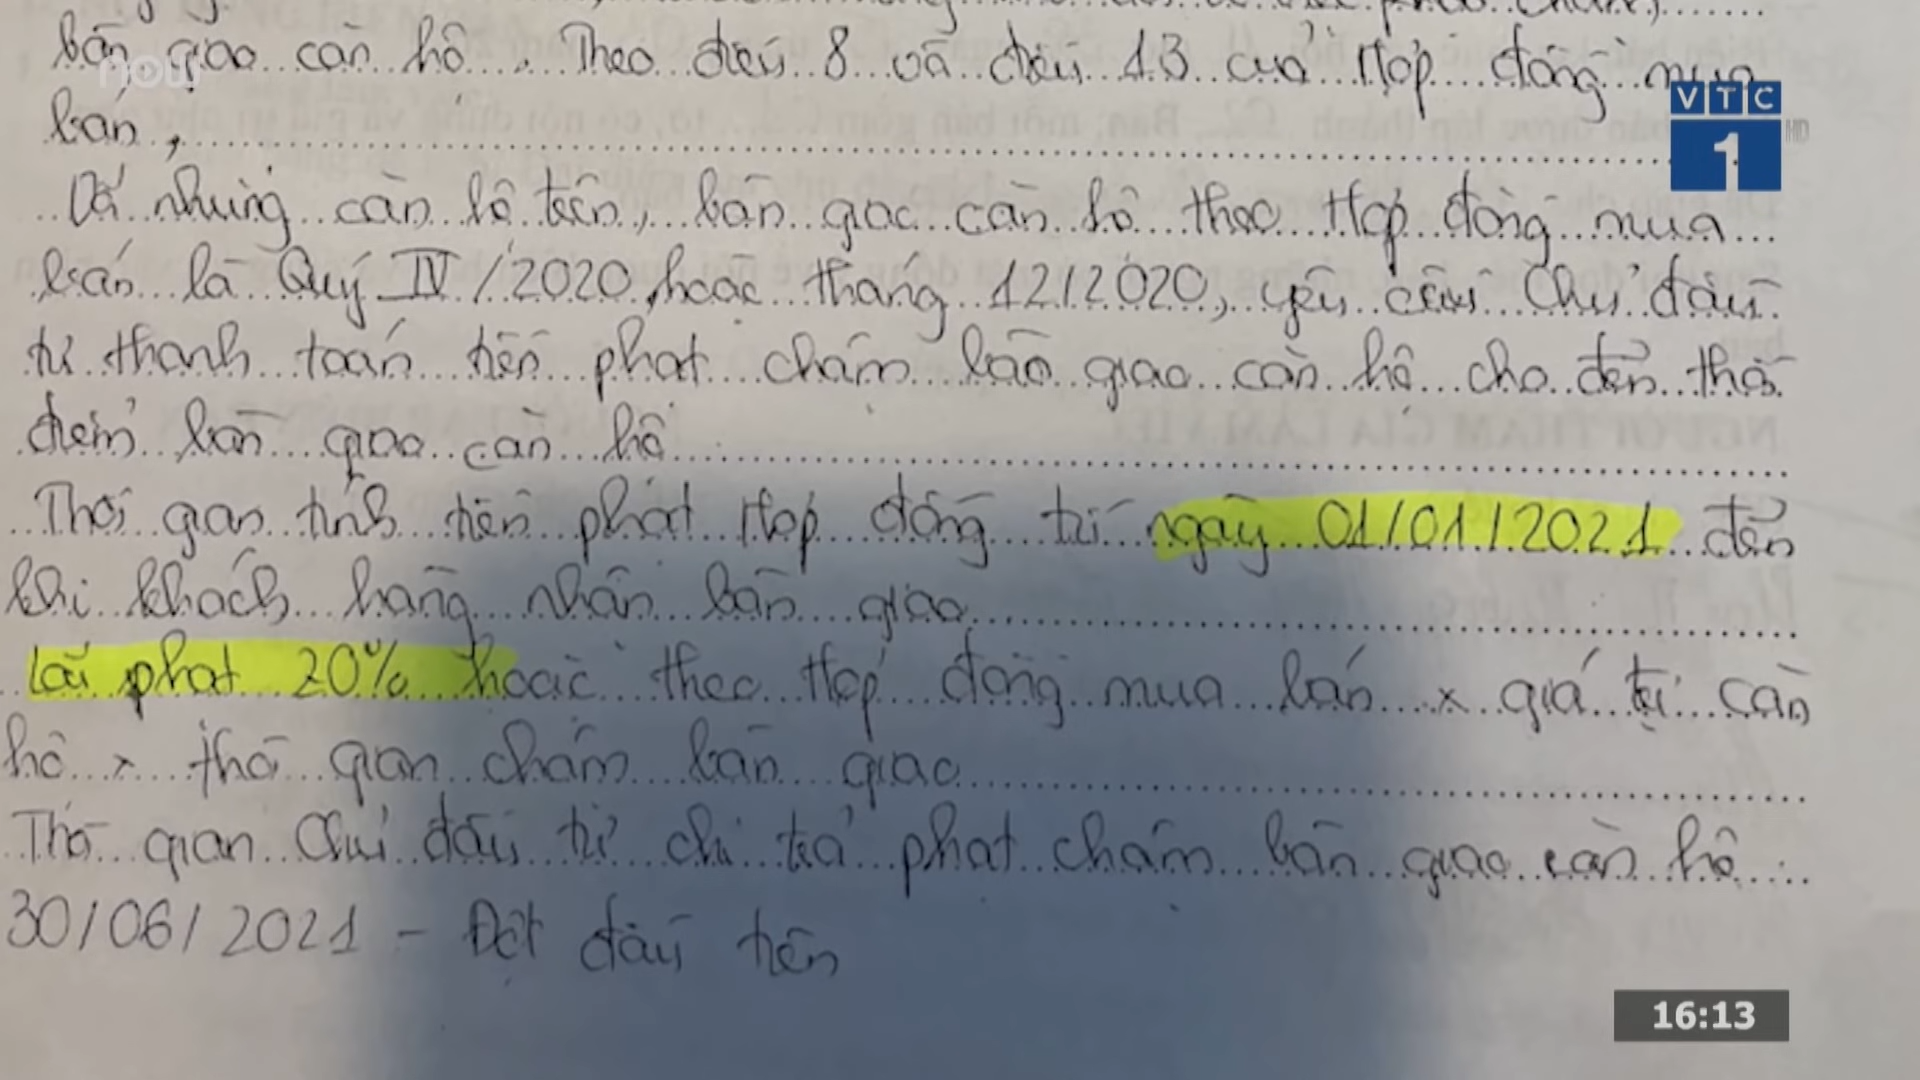 bàn giao căn hộ. Theo điều 8 và điều 13 của Hợp đồng mua
bán,
Với những căn hộ trên, bàn giao căn hộ theo Hợp đồng mua
bán là Quý IV/2020, hoặc tháng 12/2020, yêu cầu Chủ đầu
tư thanh toán tiền phạt chậm bàn giao căn hộ cho đến thời
điểm bàn giao căn hộ
Thời gian tính tiền phạt Hợp đồng từ ngày 01/01/2021 đến
khi khách hàng nhận bàn giao
Lãi phạt 20% hoặc theo Hợp đồng mua bán x giá trị căn
hộ x thời gian chậm bàn giao
Thời gian Chủ đầu tư chi trả phạt chậm bàn giao căn hộ
30/06/2021 - Đợt đầu tiên
now
VTC
1
HD
16:13